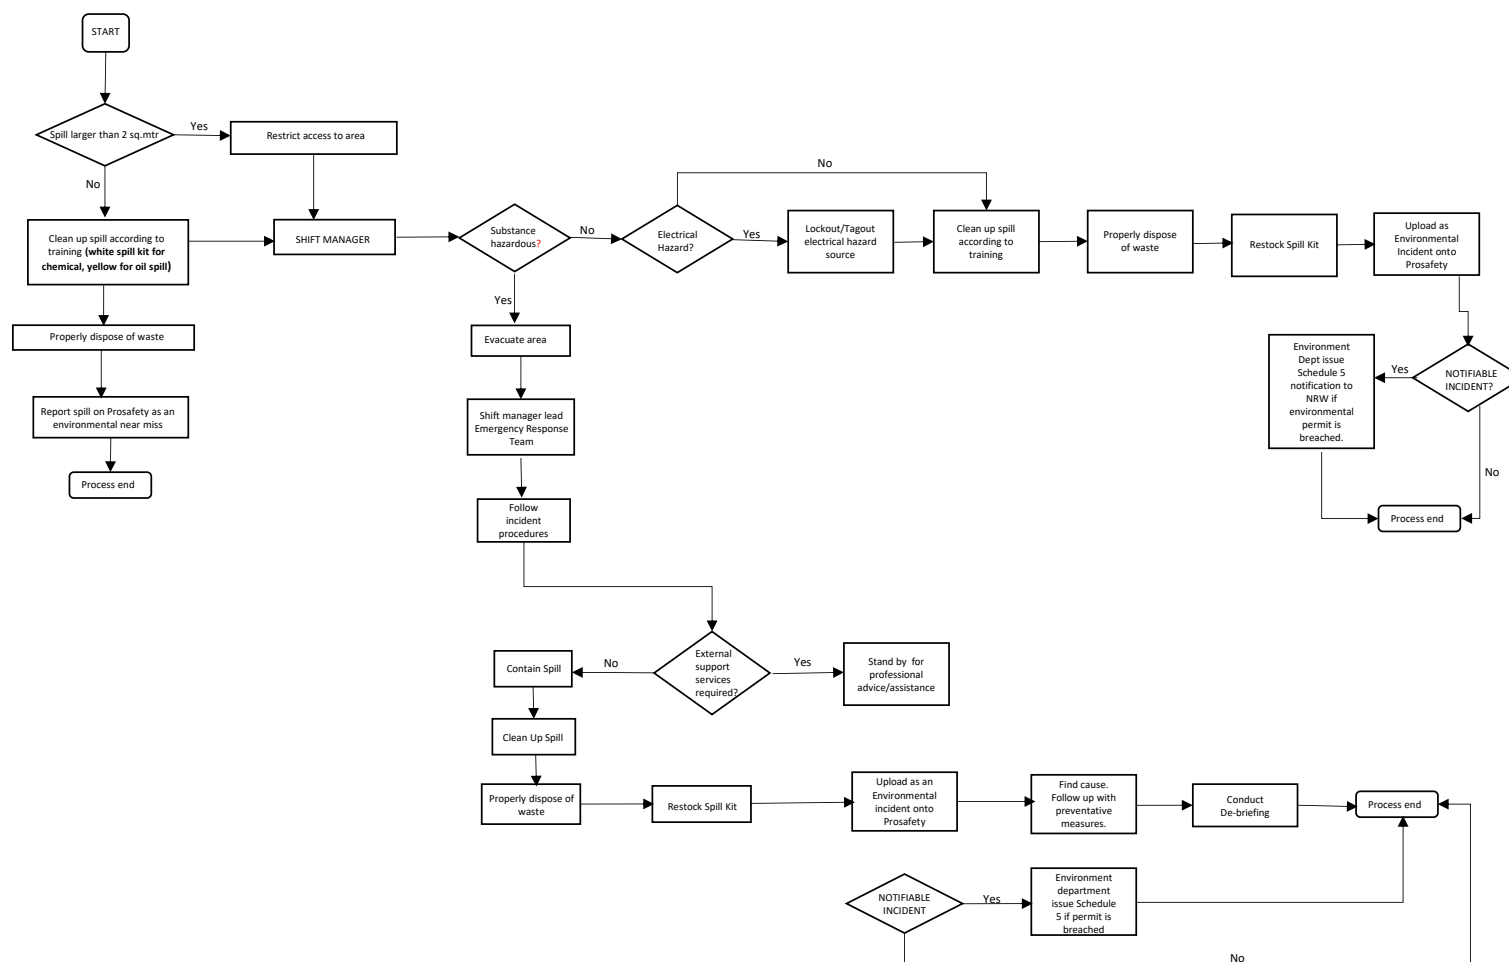 START
Spill larger than 2 sq.mtr
Yes
Restrict access to area
No
Clean up spill according to
training (white spill kit for
chemical, yellow for oil spill)
SHIFT MANAGER
Properly dispose of waste
Report spill on Prosafety as an
environmental near miss
Process end
Substance
hazardous?
No
Electrical
Hazard?
No
Yes
Lockout/Tagout
electrical hazard
source
Clean up spill
according to
training
Properly dispose
of waste
Restock Spill Kit
Upload as
Environmental
Incident onto
Prosafety
NOTIFIABLE
INCIDENT?
Yes
Environment
Dept issue
Schedule 5
notification to
NRW if
environmental
permit is
breached.
No
Process end
Yes
Evacuate area
Shift manager lead
Emergency Response
Team
Follow
incident
procedures
External
support
services
required?
Yes
Stand by for
professional
advice/assistance
No
Contain Spill
Clean Up Spill
Properly dispose of
waste
Restock Spill Kit
Upload as an
Environmental
incident onto
Prosafety
Find cause.
Follow up with
preventative
measures.
Conduct
De-briefing
Process end
NOTIFIABLE
INCIDENT
Yes
Environment
department
issue Schedule
5 if permit is
breached
No